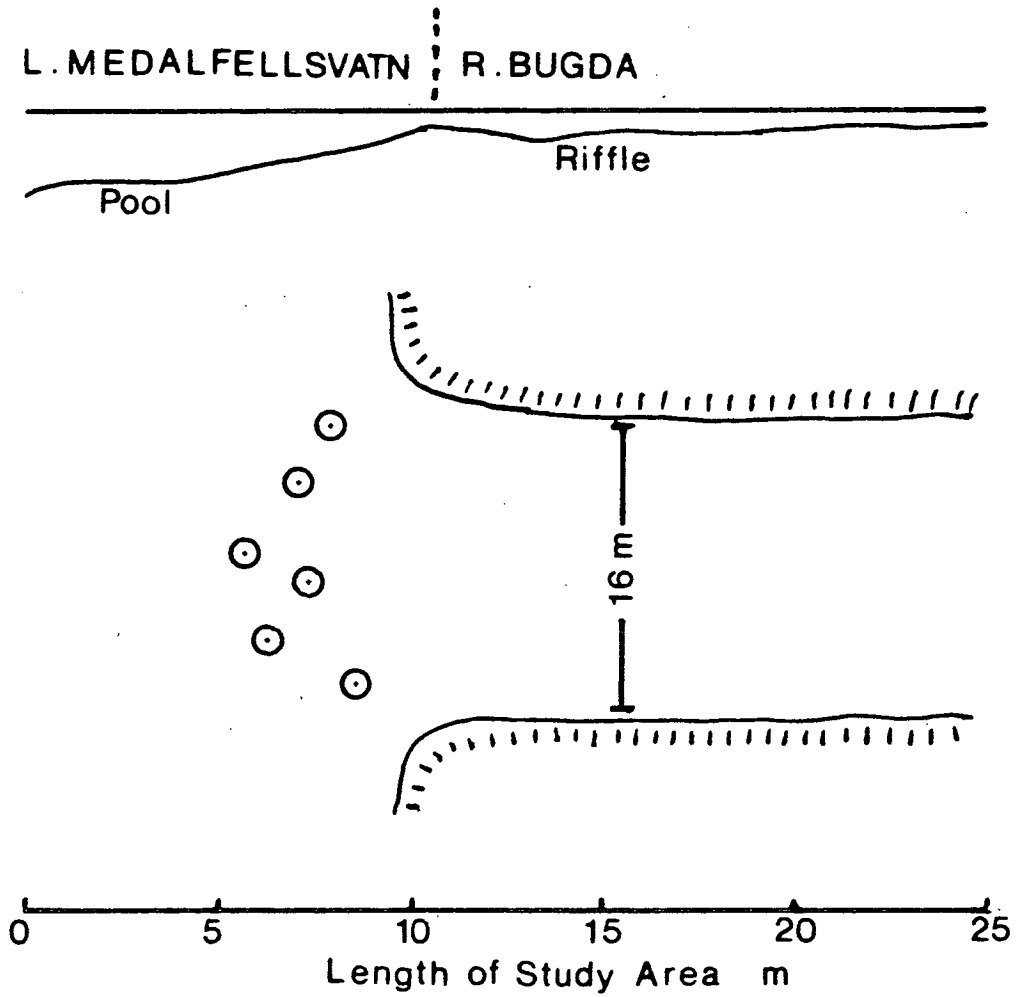 L. MEDALFELLSVATN R. BUGDA
Riffle
Pool
16 m
0 5 10 15 20 25
Length of Study Area m